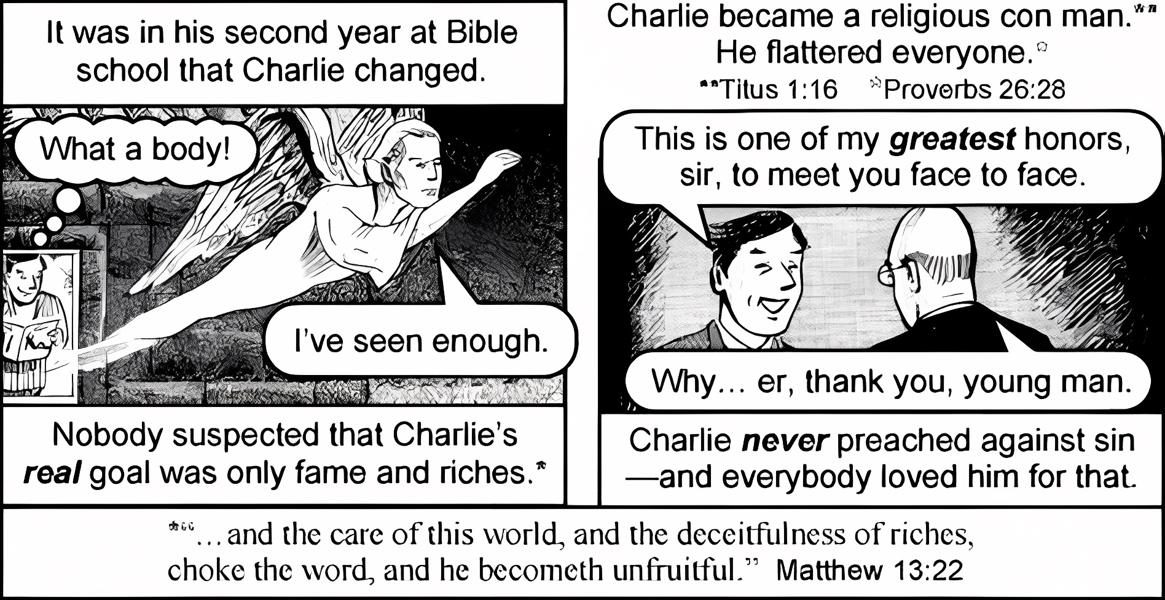 It was in his second year at Bible
school that Charlie changed.
What a body!
I've seen enough.
Nobody suspected that Charlie's
real goal was only fame and riches.*
Charlie became a religious con man.**
He flattered everyone.☆
**Titus 1:16 ☆Proverbs 26:28
This is one of my greatest honors,
sir, to meet you face to face.
Why... er, thank you, young man.
Charlie never preached against sin
—and everybody loved him for that.
*“...and the care of this world, and the deceitfulness of riches,
choke the word, and he becometh unfruitful.” Matthew 13:22